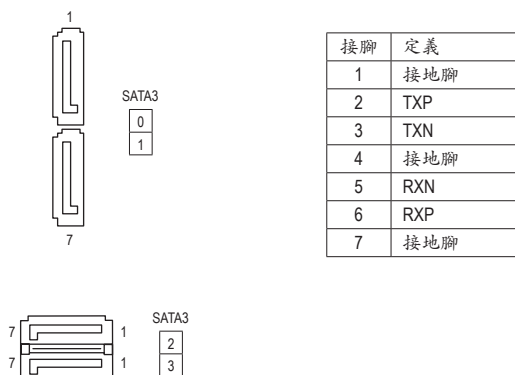 1
SATA3
0
1
7
接腳 定義
1 接地腳
2 TXP
3 TXN
4 接地腳
5 RXN
6 RXP
7 接地腳
SATA3
7 1 2
7 1 3